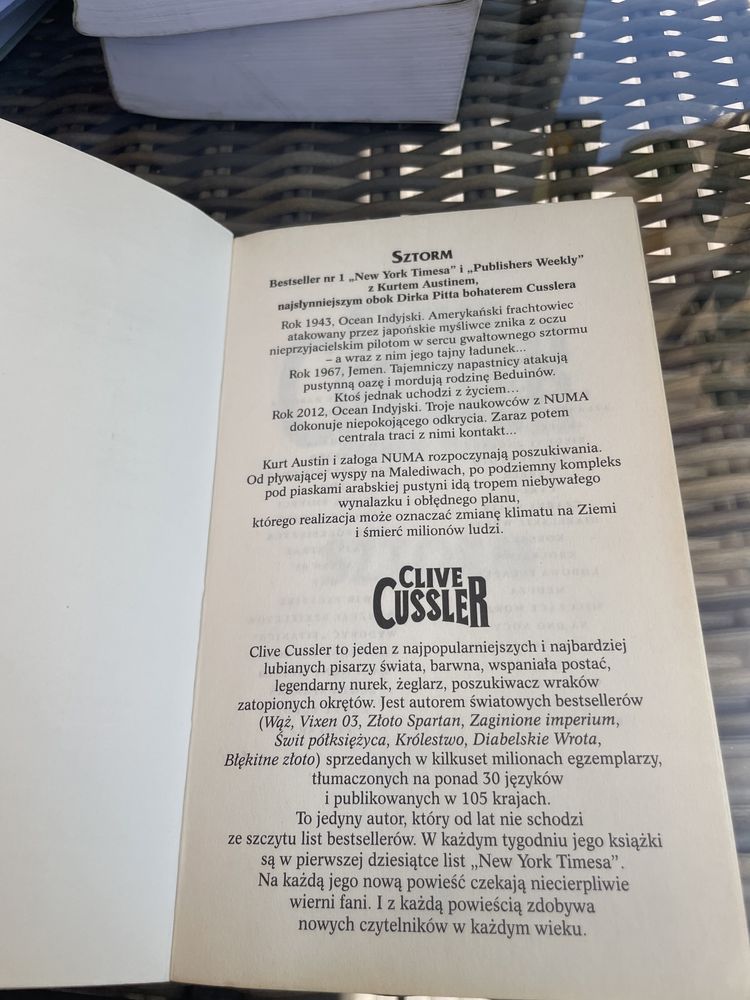 SZTORM
Bestseller nr 1 „New York Timesa” i „Publishers Weekly”
z Kurtem Austinem,
najsłynniejszym obok Dirka Pitta bohaterem Cusslera
Rok 1943, Ocean Indyjski. Amerykański frachtowiec
atakowany przez japońskie myśliwce znika z oczu
nieprzyjacielskim pilotom w sercu gwałtownego sztormu
– a wraz z nim jego tajny ładunek...
Rok 1967, Jemen. Tajemniczy napastnicy atakują
pustynną oazę i mordują rodzinę Beduinów.
Ktoś jednak uchodzi z życiem...
Rok 2012, Ocean Indyjski. Troje naukowców z NUMA
dokonuje niepokojącego odkrycia. Zaraz potem
centrala traci z nimi kontakt...
Kurt Austin i załoga NUMA rozpoczynają poszukiwania.
Od pływającej wyspy na Malediwach, po podziemny kompleks
pod piaskami arabskiej pustyni idą tropem niebywałego
wynalazku i obłędnego planu,
którego realizacja może oznaczać zmianę klimatu na Ziemi
i śmierć milionów ludzi.
CLIVE
CUSSLER
Clive Cussler to jeden z najpopularniejszych i najbardziej
lubianych pisarzy świata, barwna, wspaniała postać,
legendarny nurek, żeglarz, poszukiwacz wraków
zatopionych okrętów. Jest autorem światowych bestsellerów
(Wąż, Vixen 03, Złoto Spartan, Zaginione imperium,
Świt półksiężyca, Królestwo, Diabelskie Wrota,
Błękitne złoto) sprzedanych w kilkuset milionach egzemplarzy,
tłumaczonych na ponad 30 języków
i publikowanych w 105 krajach.
To jedyny autor, który od lat nie schodzi
ze szczytu list bestsellerów. W każdym tygodniu jego książki
są w pierwszej dziesiątce list „New York Timesa”.
Na każdą jego nową powieść czekają niecierpliwie
wierni fani. I z każdą powieścią zdobywa
nowych czytelników w każdym wieku.